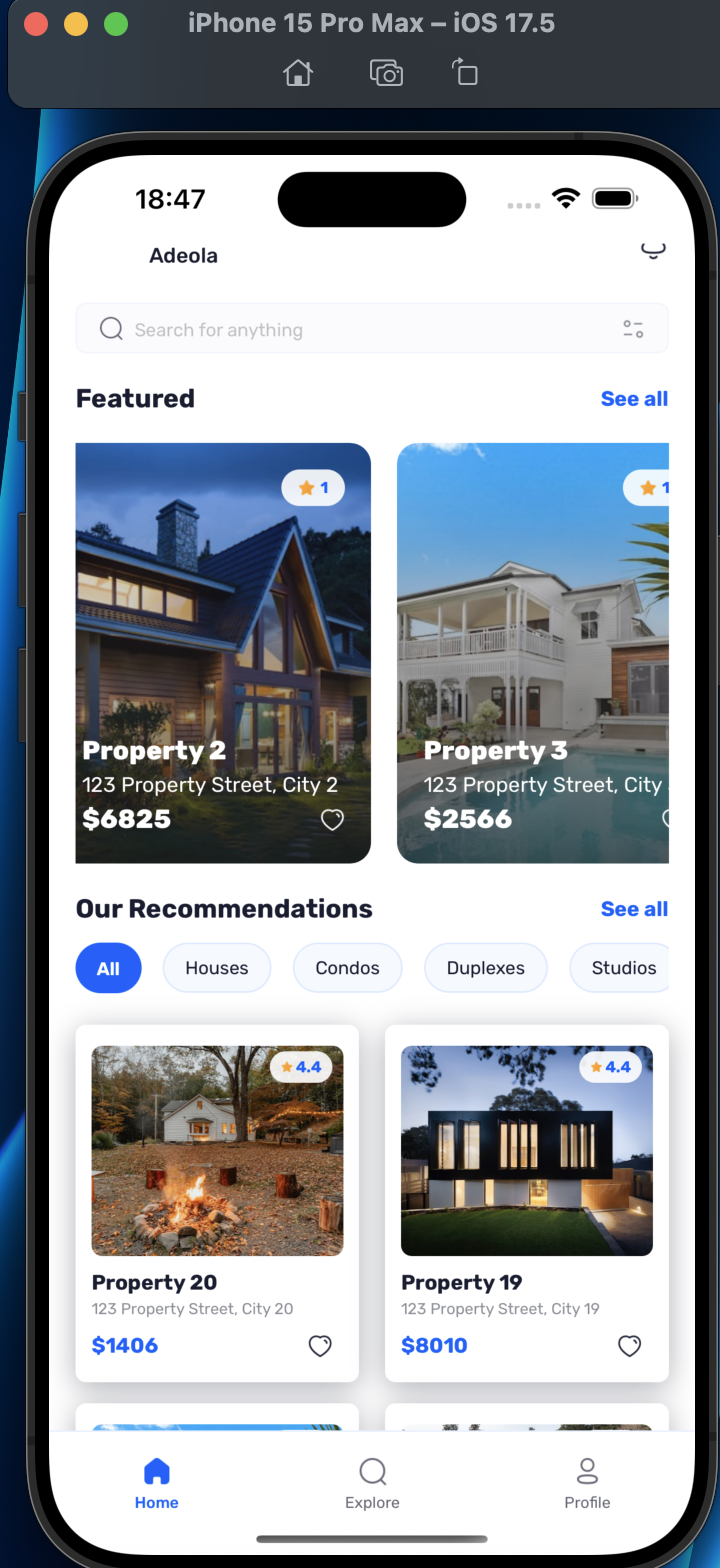 iPhone 15 Pro Max – iOS 17.5
18:47
Adeola
Search for anything
Featured
See all
1
1
Property 2
123 Property Street, City 2
$6825
Property 3
123 Property Street, City
$2566
Our Recommendations
See all
All
Houses
Condos
Duplexes
Studios
4.4
4.4
Property 20
123 Property Street, City 20
$1406
Property 19
123 Property Street, City 19
$8010
Home
Explore
Profile